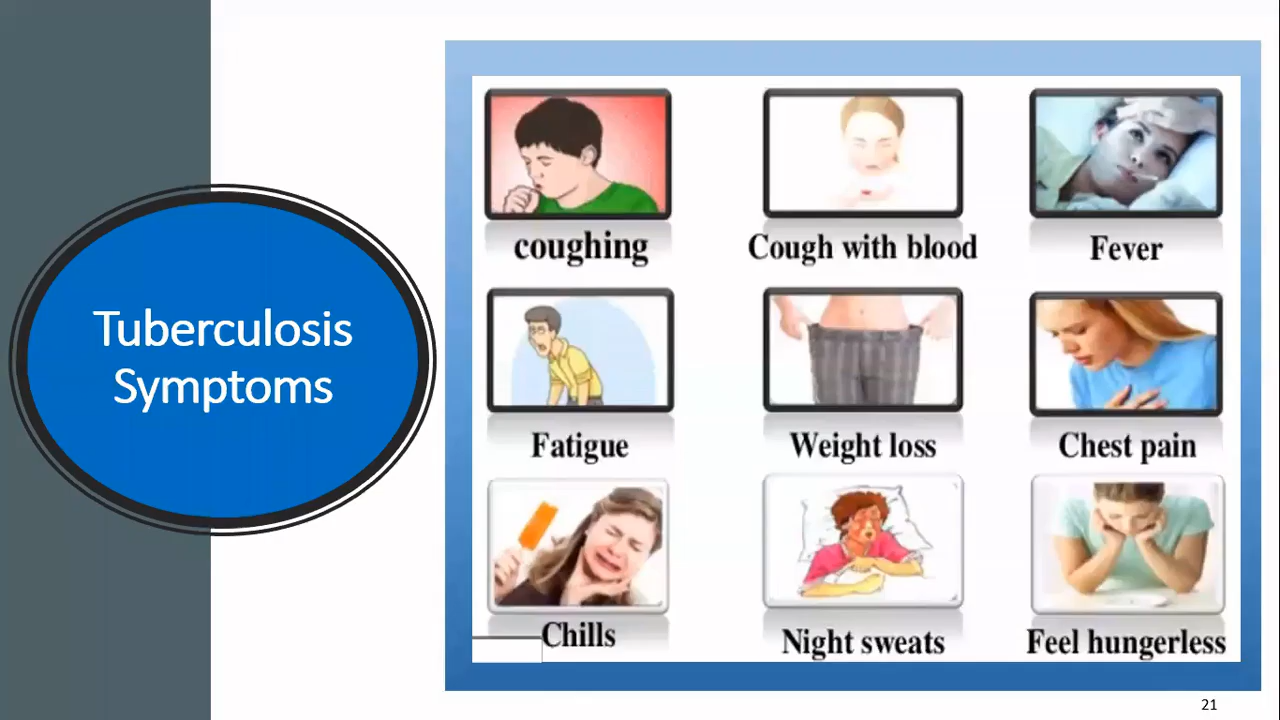 Tuberculosis
Symptoms
coughing
Cough with blood
Fever
Fatigue
Weight loss
Chest pain
Chills
Night sweats
Feel hungerless
21